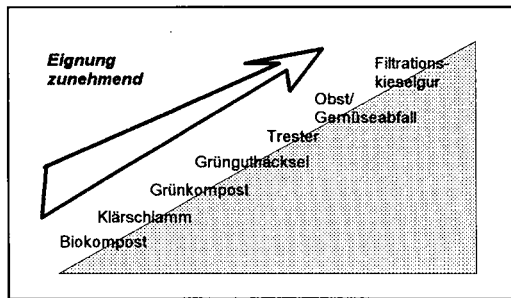 Eignung
zunehmend
Filtrations-
kieselgur
Obst/
Gemüseabfall
Trester
Grünguthäcksel
Grünkompost
Klärschlamm
Biokompost